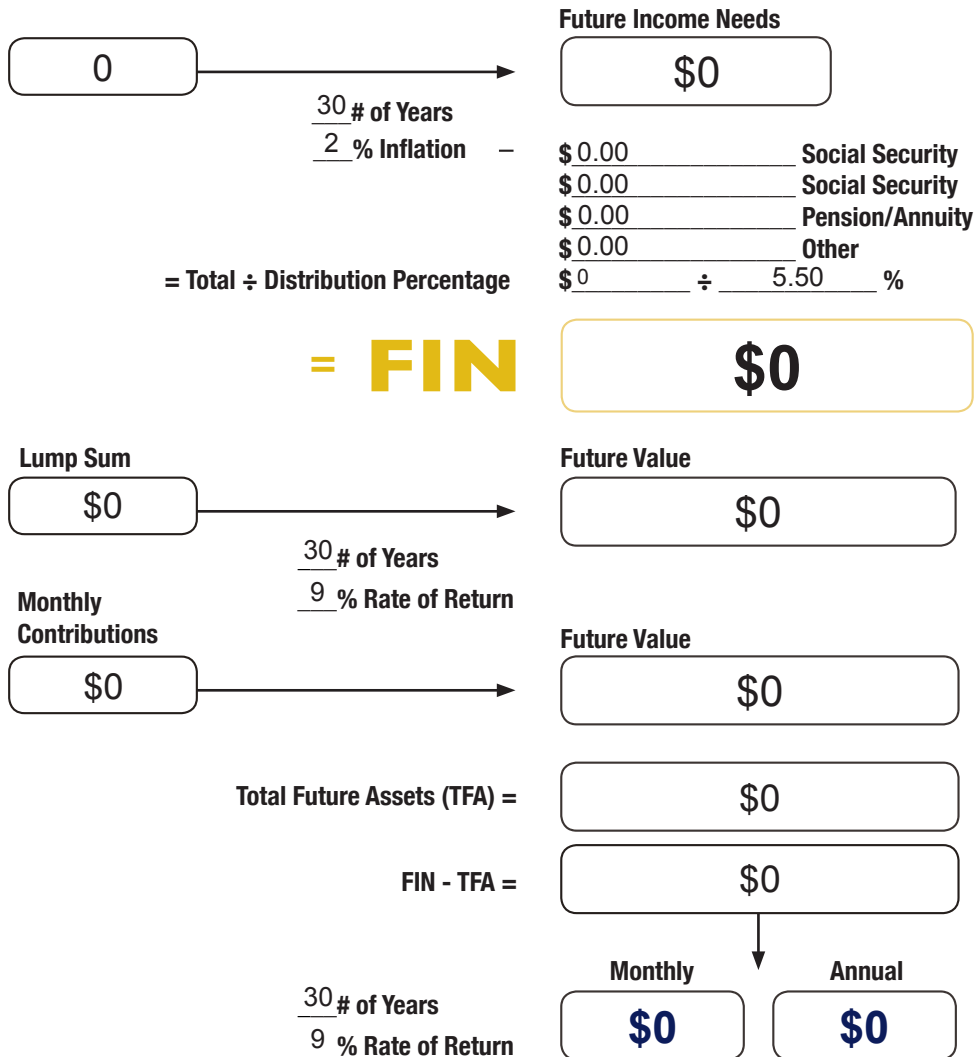 Future Income Needs
0
$0
30 # of Years
2 % Inflation –
$ 0.00 Social Security
$ 0.00 Social Security
$ 0.00 Pension/Annuity
$ 0.00 Other
= Total ÷ Distribution Percentage $ 0 ÷ 5.50 %
= FIN $0
Lump Sum
Future Value
$0
$0
30 # of Years
9 % Rate of Return
Monthly
Contributions
Future Value
$0
$0
Total Future Assets (TFA) = $0
FIN - TFA = $0
Monthly
Annual
30 # of Years
9 % Rate of Return
$0
$0